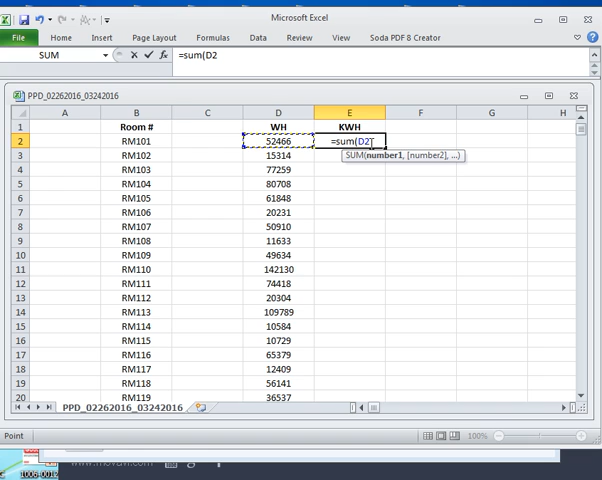 Microsoft Excel
File Home Insert Page Layout Formulas Data Review View Soda PDF 8 Creator
SUM =sum(D2
PPD_02262016_03242016
A B C D E F G H
1 Room # WH KWH
2 RM101 52466 =sum(D2
SUM(number1, [number2], ...)
3 RM102 15314
4 RM103 77259
5 RM104 80708
6 RM105 61848
7 RM106 20231
8 RM107 50910
9 RM108 11633
10 RM109 49634
11 RM110 142130
12 RM111 74418
13 RM112 20304
14 RM113 109789
15 RM114 10584
16 RM115 10729
17 RM116 65379
18 RM117 12409
19 RM118 56141
20 RM119 36537
PPD_02262016_03242016
Point 100%